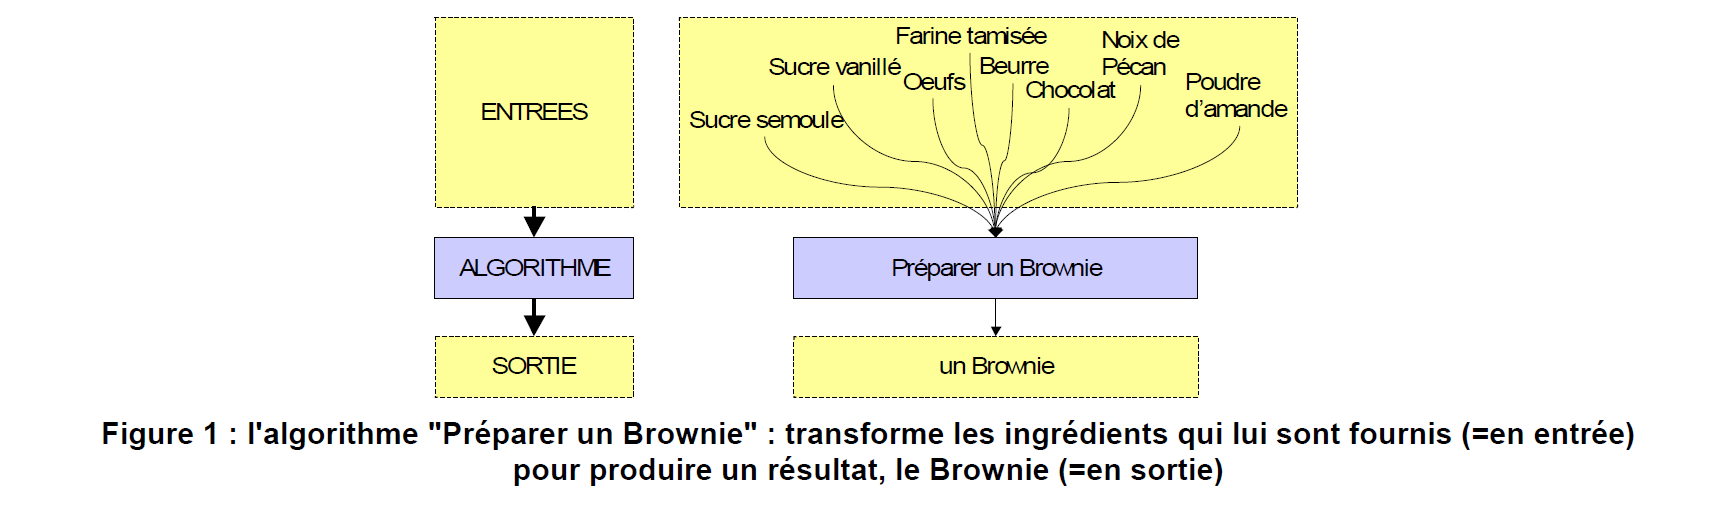 ENTREES
Farine tamisée
Noix de
Pécan
Sucre vanillé
Beurre
Oeufs
Chocolat
Poudre
d’amande
Sucre semoule
ALGORITHME
Préparer un Brownie
SORTIE
un Brownie
Figure 1 : l'algorithme "Préparer un Brownie" : transforme les ingrédients qui lui sont fournis (=en entrée)
pour produire un résultat, le Brownie (=en sortie)